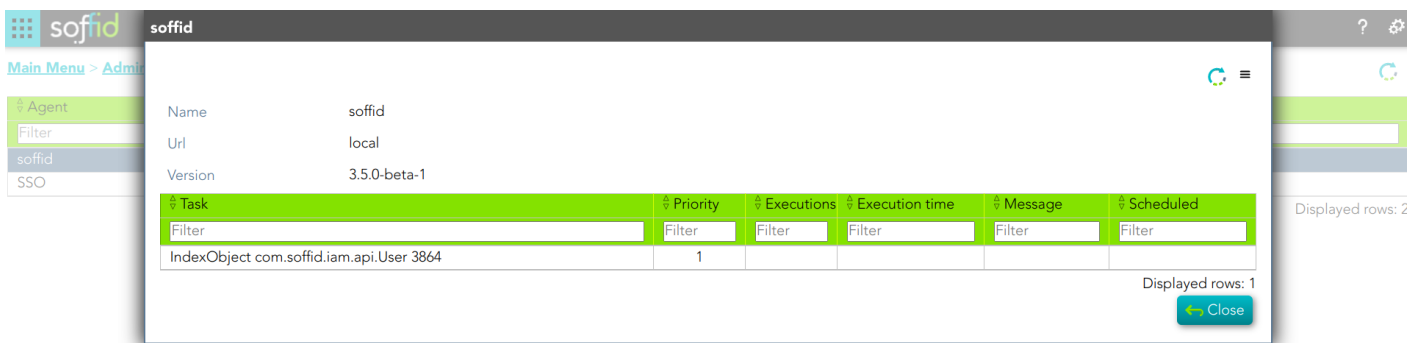 soffid
soffid
?
Main Menu > Admi
Name soffid
Url local
Version 3.5.0-beta-1
Agent
Filter
soffid
SSO
Task Priority Executions Execution time Message Scheduled
Filter Filter Filter Filter Filter Filter
IndexObject com.soffid.iam.api.User 3864 1
Displayed rows: 1
Displayed rows: 2
Close